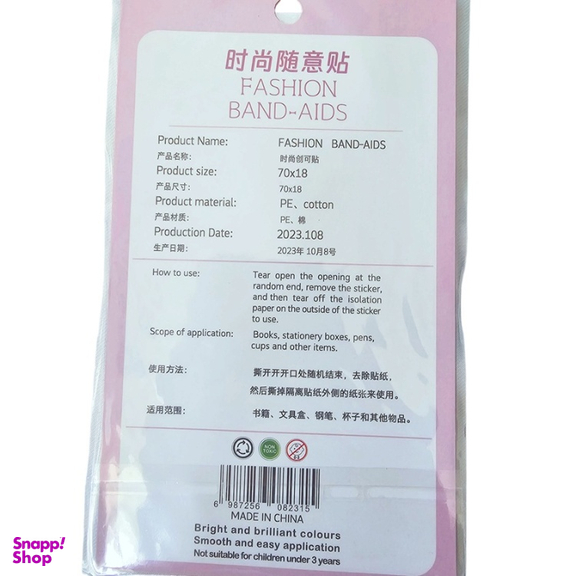 时尚随意贴
FASHION
BAND-AIDS
Product Name: FASHION BAND-AIDS
产品名称: 时尚创可贴
Product size: 70x18
产品尺寸: 70x18
Product material: PE、cotton
产品材质: PE、棉
Production Date: 2023.108
生产日期: 2023年 10月8号
How to use: Tear open the opening at the
random end, remove the sticker,
and then tear off the isolation
paper on the outside of the sticker
to use.
Scope of application: Books, stationery boxes, pens,
cups and other items.
使用方法: 撕开开开口处随机结束，去除贴纸，
然后撕掉隔离贴纸外侧的纸张来使用。
适用范围: 书籍、文具盒、钢笔、杯子和其他物品。
NON
TOXIC
6 987256 082315
MADE IN CHINA
Bright and brilliant colours
Smooth and easy application
Not suitable for children under 3 years
Snapp!
Shop